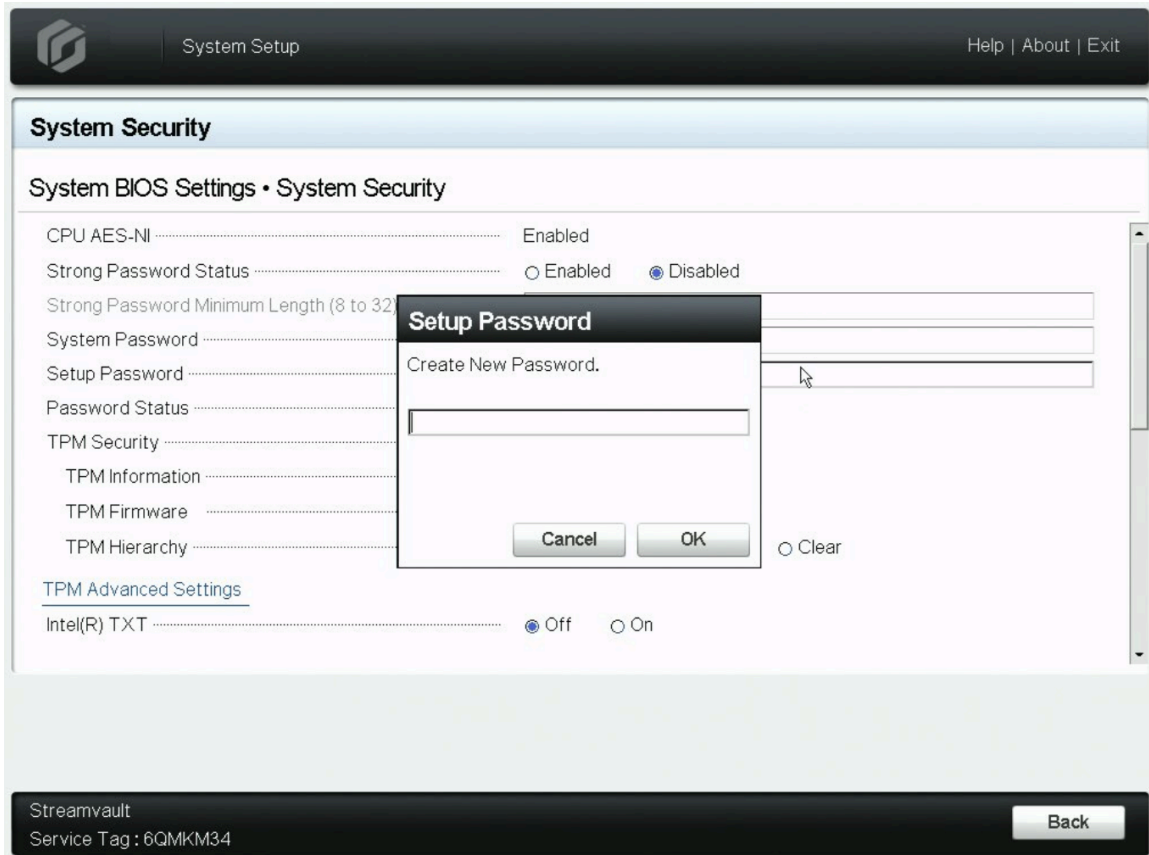 System Setup
Help | About | Exit
System Security
System BIOS Settings • System Security
CPU AES-NI Enabled
Strong Password Status Enabled Disabled
Strong Password Minimum Length (8 to 32)
System Password
Setup Password
Password Status
TPM Security
TPM Information
TPM Firmware
TPM Hierarchy Clear
TPM Advanced Settings
Intel(R) TXT Off On
Setup Password
Create New Password.
Cancel OK
Streamvault
Service Tag : 6QMKM34
Back